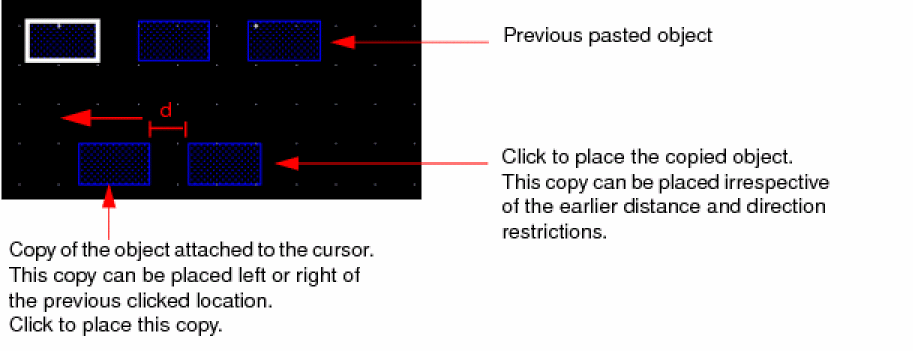 Previous pasted object
d
Click to place the copied object.
This copy can be placed irrespective
of the earlier distance and direction
restrictions.
Copy of the object attached to the cursor.
This copy can be placed left or right of
the previous clicked location.
Click to place this copy.